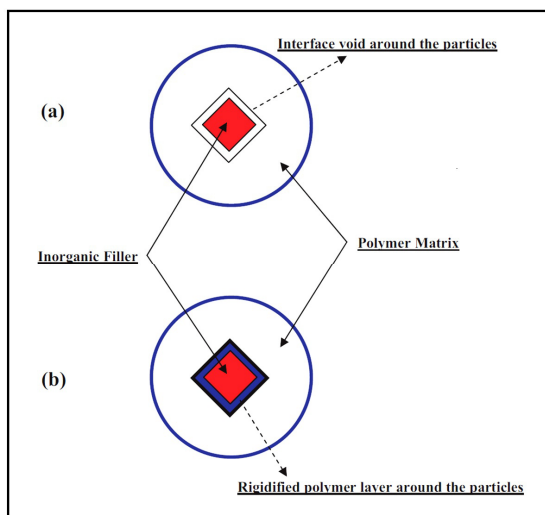 Interface void around the particles
(a)
Inorganic Filler
Polymer Matrix
(b)
Rigidified polymer layer around the particles